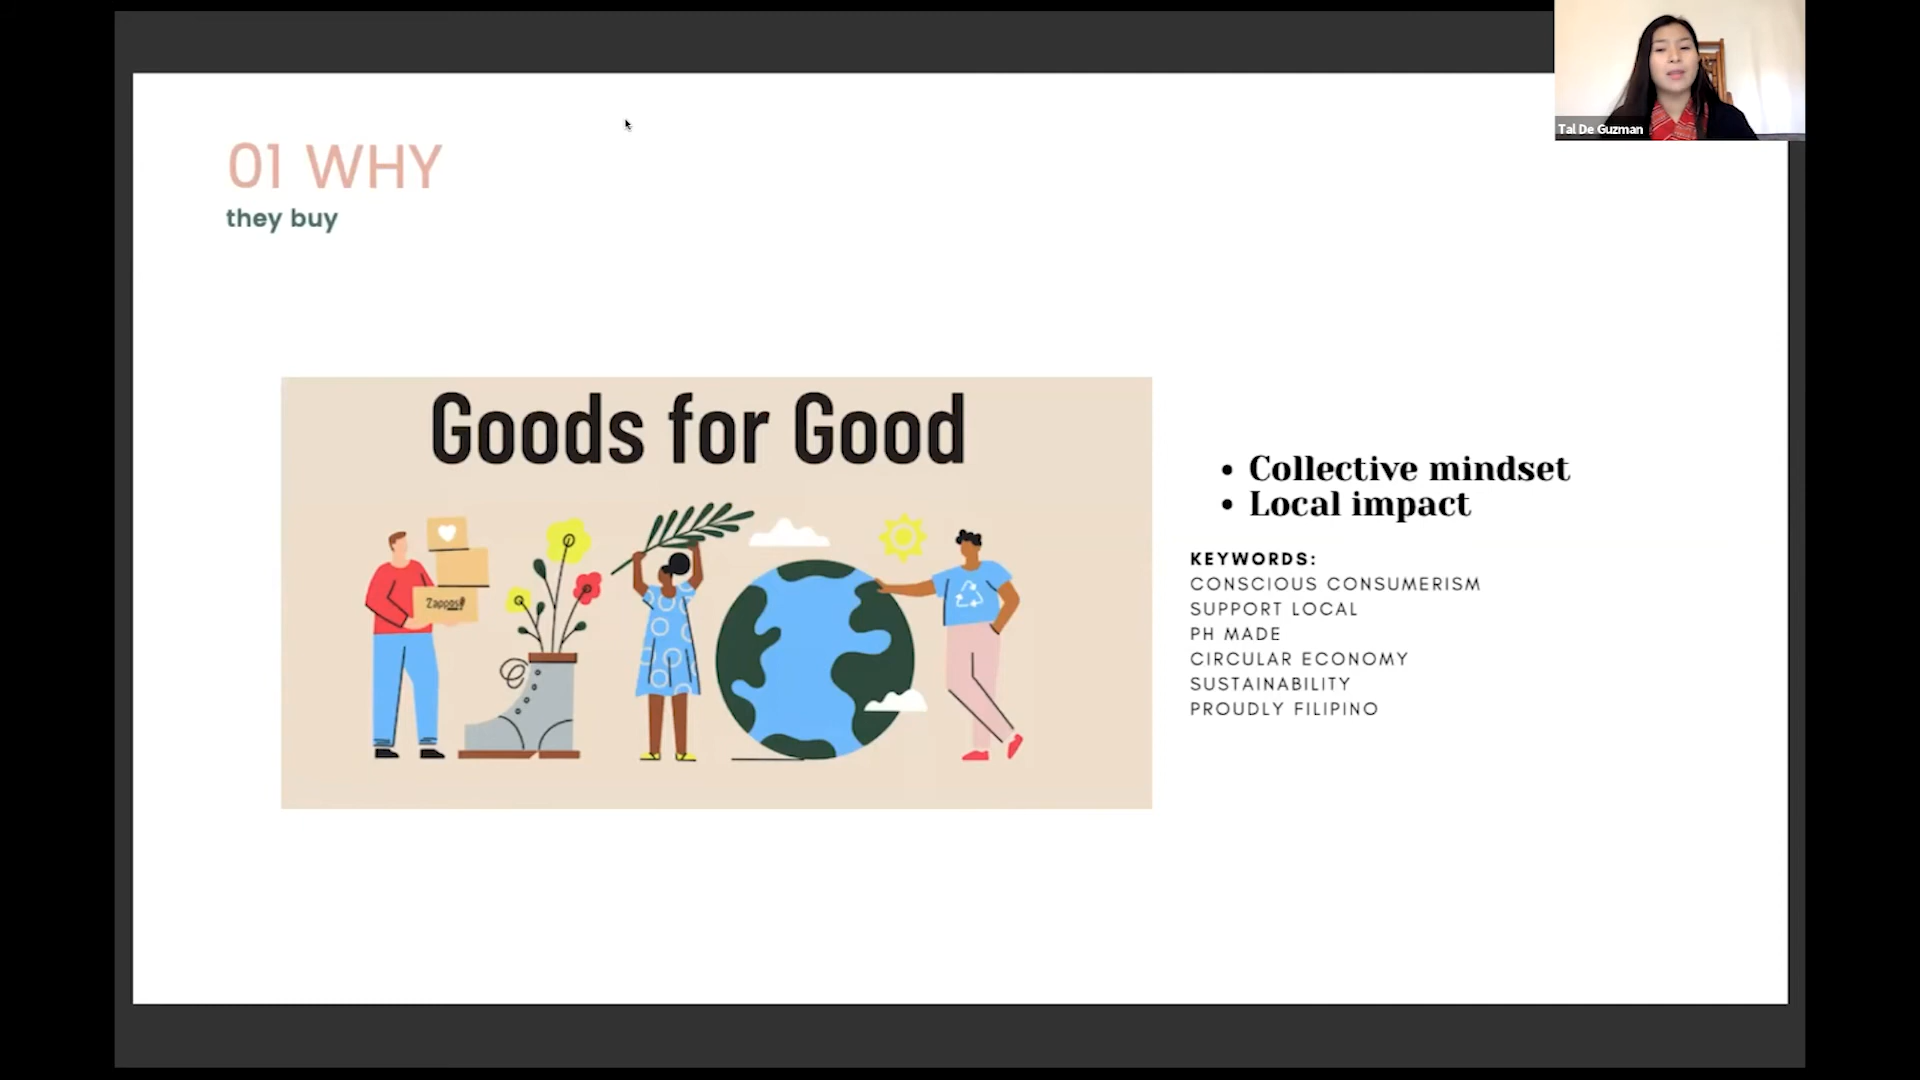 Tal De Guzman
01 WHY
they buy
Goods for Good
Zappos
• Collective mindset
• Local impact
KEYWORDS:
CONSCIOUS CONSUMERISM
SUPPORT LOCAL
PH MADE
CIRCULAR ECONOMY
SUSTAINABILITY
PROUDLY FILIPINO